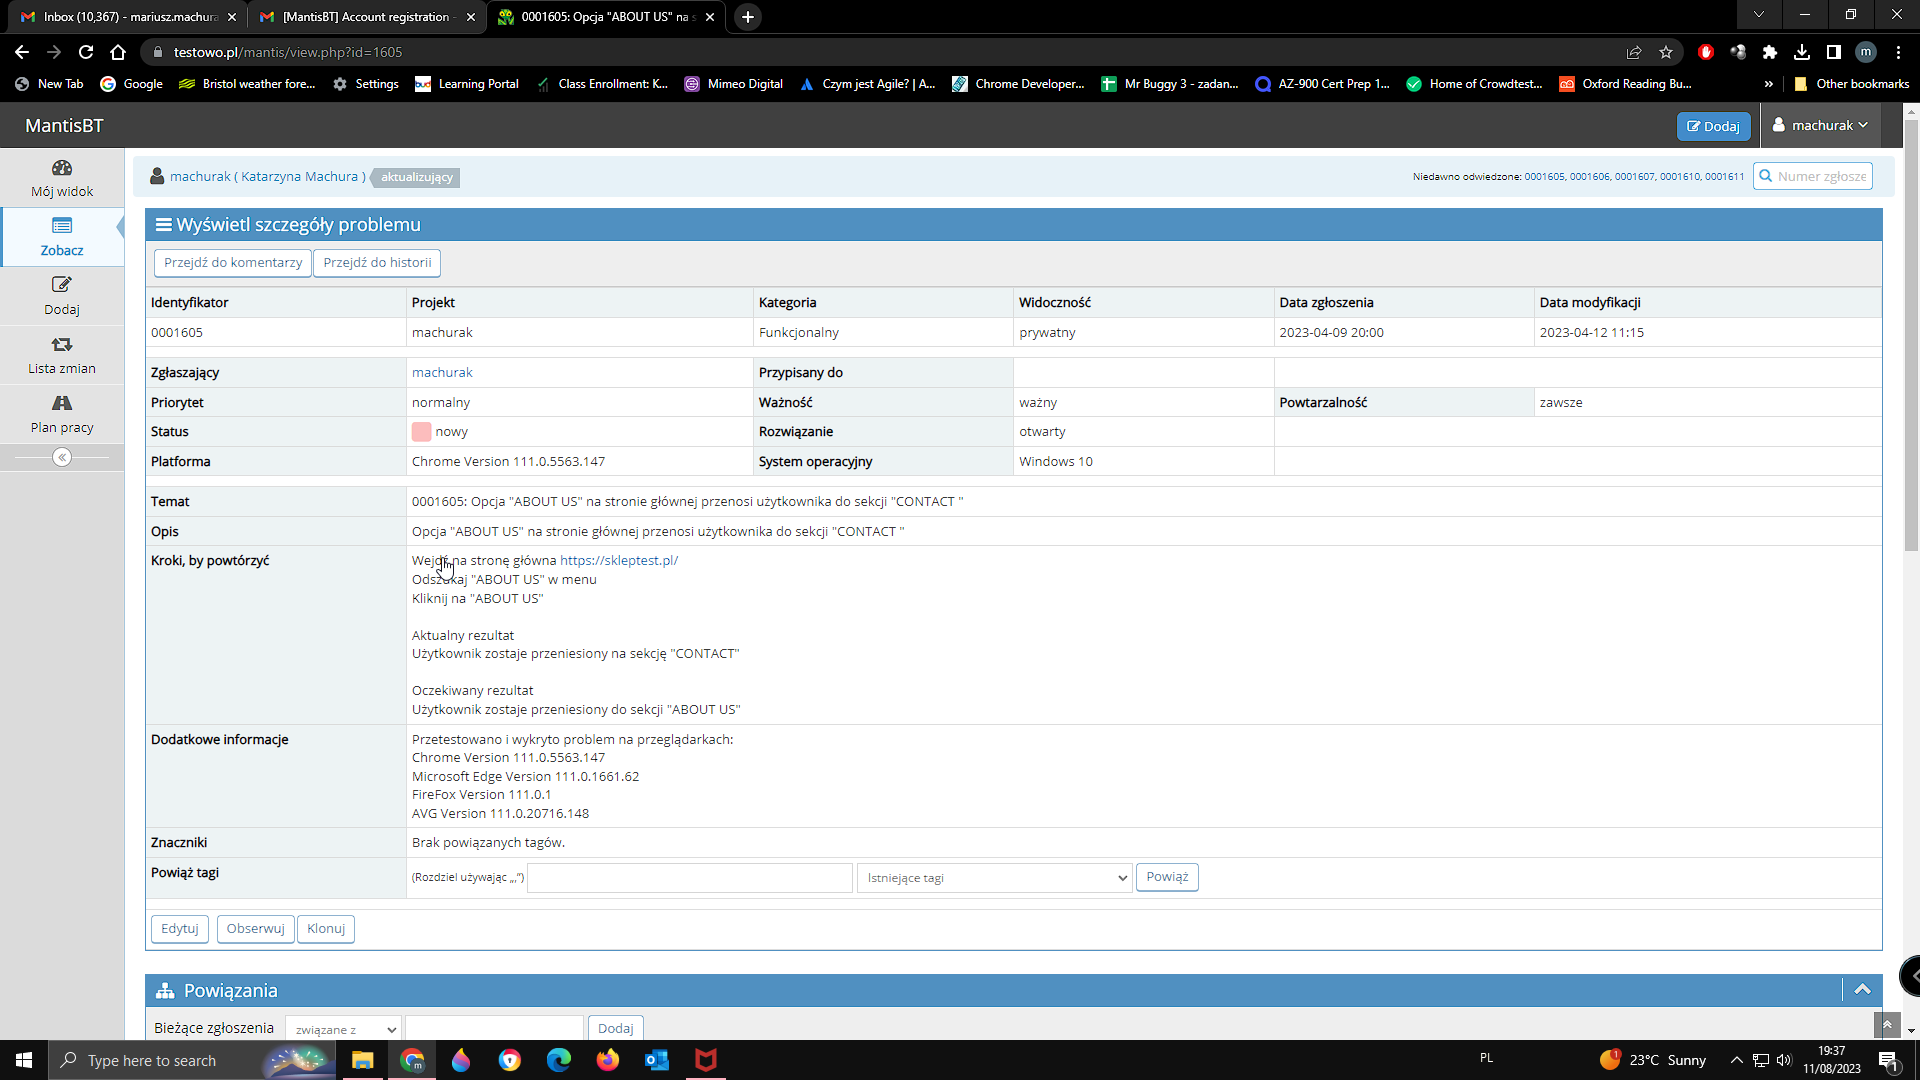 Inbox (10,367) - mariusz.machura
[MantisBT] Account registration -
0001605: Opcja "ABOUT US" na s
testowo.pl/mantis/view.php?id=1605
m
New Tab
Google
Bristol weather fore...
Settings
bud
Learning Portal
Class Enrollment: K...
Mimeo Digital
Czym jest Agile? | A...
Chrome Developer...
Mr Buggy 3 - zadan...
AZ-900 Cert Prep 1...
Home of Crowdtest...
Oxford Reading Bu...
»
Other bookmarks
MantisBT
Dodaj
machurak
Mój widok
Zobacz
Dodaj
Lista zmian
Plan pracy
machurak ( Katarzyna Machura ) aktualizujący
Niedawno odwiedzone: 0001605, 0001606, 0001607, 0001610, 0001611
Numer zgłosze
Wyświetl szczegóły problemu
Przejdź do komentarzy
Przejdź do historii
Identyfikator Projekt Kategoria Widoczność Data zgłoszenia Data modyfikacji
0001605 machurak Funkcjonalny prywatny 2023-04-09 20:00 2023-04-12 11:15
Zgłaszający machurak Przypisany do
Priorytet normalny Ważność ważny Powtarzalność zawsze
Status nowy Rozwiązanie otwarty
Platforma Chrome Version 111.0.5563.147 System operacyjny Windows 10
Temat 0001605: Opcja "ABOUT US" na stronie głównej przenosi użytkownika do sekcji "CONTACT "
Opis Opcja "ABOUT US" na stronie głównej przenosi użytkownika do sekcji "CONTACT "
Kroki, by powtórzyć Wejdź na stronę główna https://skleptest.pl/
Odszukaj "ABOUT US" w menu
Kliknij na "ABOUT US"
Aktualny rezultat
Użytkownik zostaje przeniesiony na sekcję "CONTACT"
Oczekiwany rezultat
Użytkownik zostaje przeniesiony do sekcji "ABOUT US"
Dodatkowe informacje Przetestowano i wykryto problem na przeglądarkach:
Chrome Version 111.0.5563.147
Microsoft Edge Version 111.0.1661.62
FireFox Version 111.0.1
AVG Version 111.0.20716.148
Znaczniki Brak powiązanych tagów.
Powiąż tagi (Rozdziel używając „,”) Istniejące tagi Powiąż
Edytuj Obserwuj Klonuj
Powiązania
Bieżące zgłoszenia związane z Dodaj
Type here to search
m
PL
1
23°C Sunny
19:37
11/08/2023
1